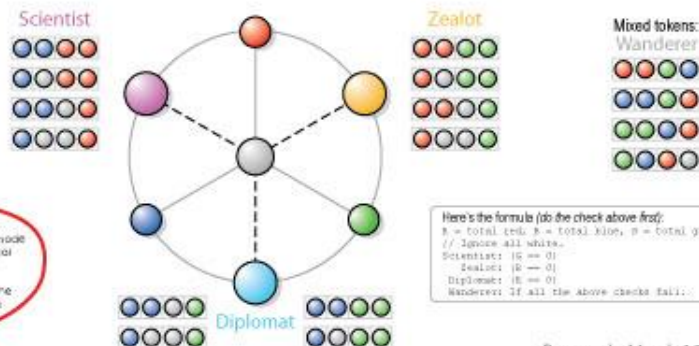 Scientist
Zealot
Mixed tokens:
Wanderer
node
Diplomat
Here's the formula (do the check above first):
R = total red, B = total blue, G = total g
// Ignore all white.
Scientist: (G == 0)
Zealot: (B == 0)
Diplomat: (R == 0)
Wanderer: If all the above checks fail.